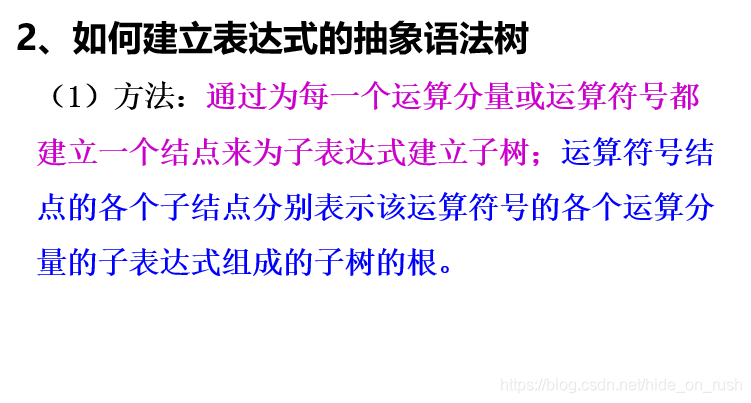 2、如何建立表达式的抽象语法树
（1）方法：通过为每一个运算分量或运算符号都
建立一个结点来为子表达式建立子树；运算符号结
点的各个子结点分别表示该运算符号的各个运算分
量的子表达式组成的子树的根。
https://blog.csdn.net/hide_on_rush